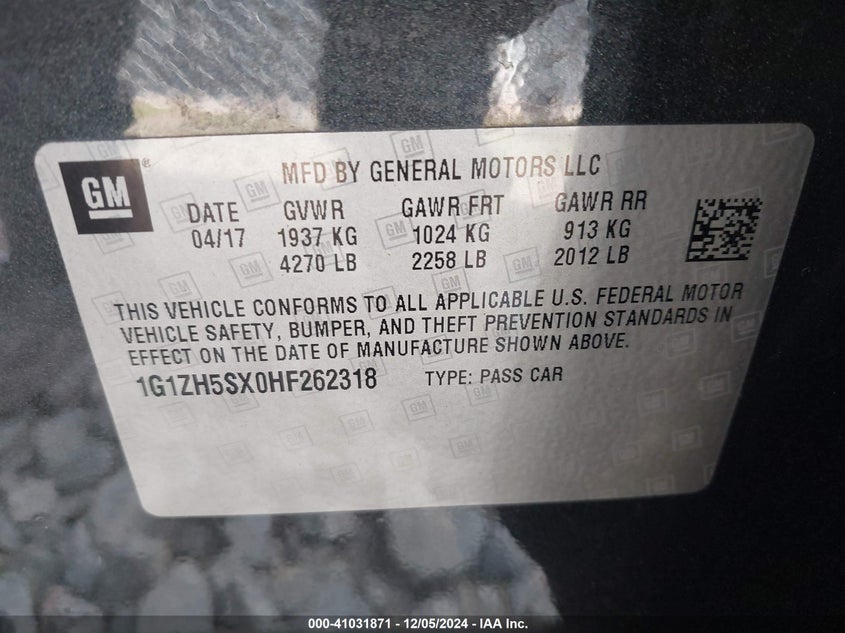 GM
MFD BY GENERAL MOTORS LLC
DATE GVWR GAWR FRT GAWR RR
04/17 1937 KG 1024 KG 913 KG
4270 LB 2258 LB 2012 LB
THIS VEHICLE CONFORMS TO ALL APPLICABLE U.S. FEDERAL MOTOR
VEHICLE SAFETY, BUMPER, AND THEFT PREVENTION STANDARDS IN
EFFECT ON THE DATE OF MANUFACTURE SHOWN ABOVE.
1G1ZH5SX0HF262318 TYPE: PASS CAR
000-41031871 - 12/05/2024 - IAA Inc.